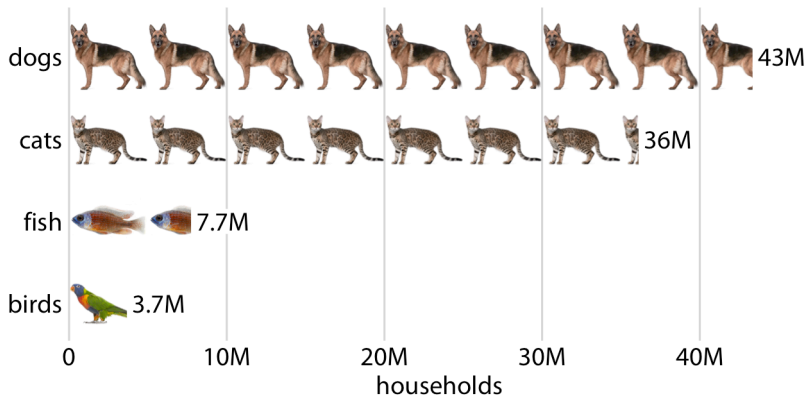 dogs 43M
cats 36M
fish 7.7M
birds 3.7M
0 10M 20M 30M 40M
households